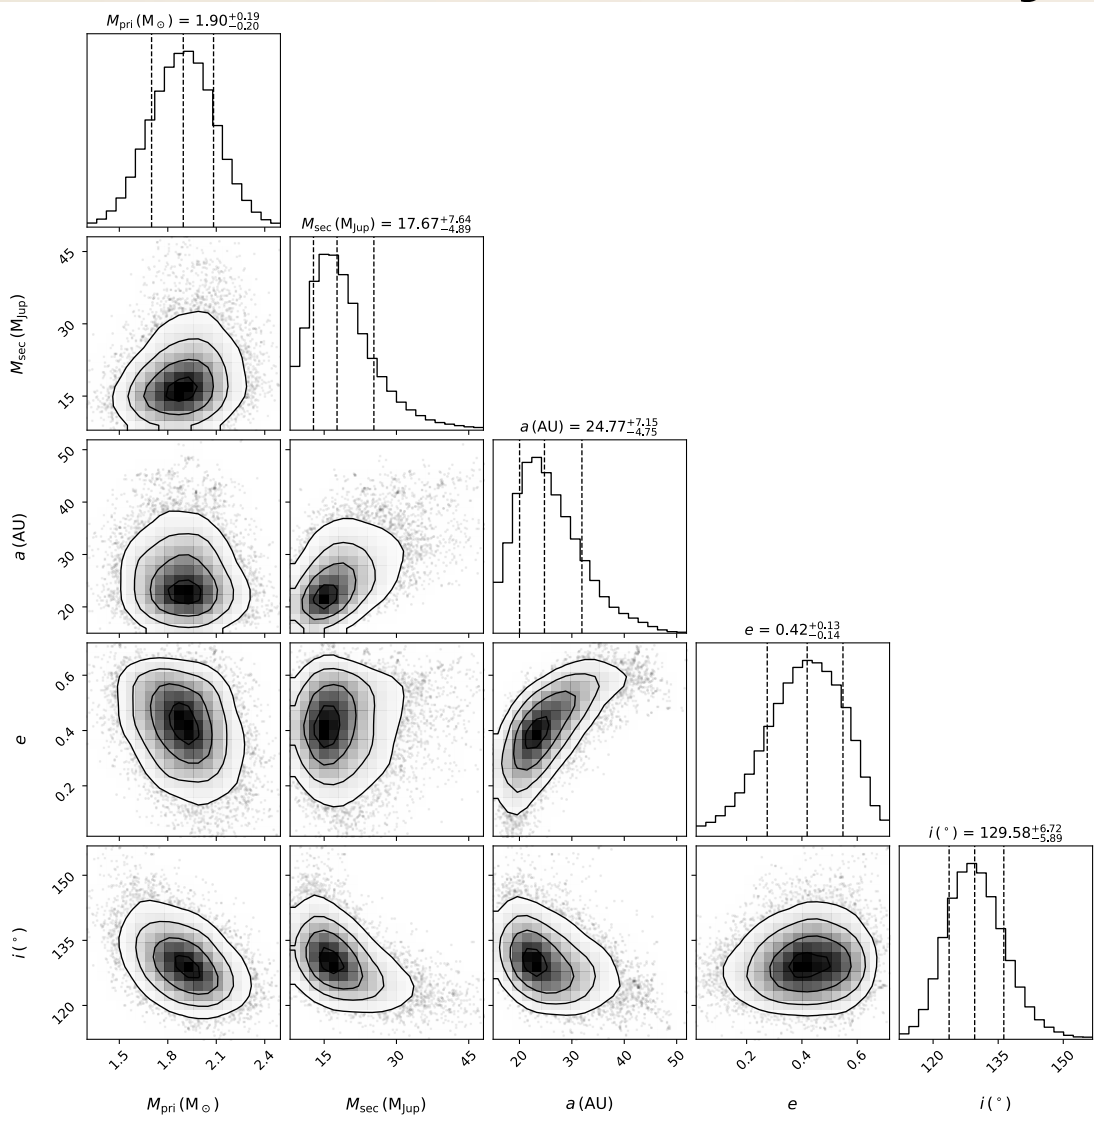 M_pri (M_⊙) = 1.90^{+0.19}_{−0.20}
M_sec (M_Jup) = 17.67^{+7.64}_{−4.89}
45
30
15
M_sec (M_Jup)
a (AU) = 24.77^{+7.15}_{−4.75}
50
40
30
20
a (AU)
e = 0.42^{+0.13}_{−0.14}
0.6
0.4
0.2
e
i (°) = 129.58^{+6.72}_{−5.89}
150
135
120
i (°)
1.5 1.8 2.1 2.4
15 30 45
20 30 40 50
0.2 0.4 0.6
120 135 150
M_pri (M_⊙)
M_sec (M_Jup)
a (AU)
e
i (°)